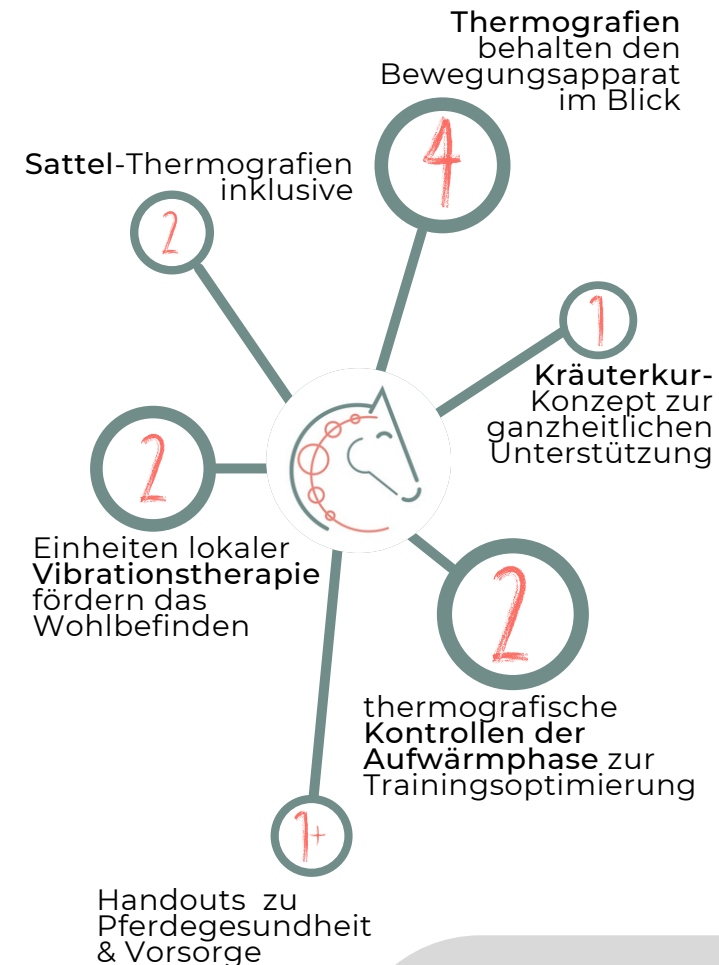 Thermografien
behalten den
Bewegungsapparat
im Blick
4
Sattel-Thermografien
inklusive
2
1
Kräuterkur-
Konzept zur
ganzheitlichen
Unterstützung
2
Einheiten lokaler
Vibrationstherapie
fördern das
Wohlbefinden
2
thermografische
Kontrollen der
Aufwärmphase zur
Trainingsoptimierung
1+
Handouts zu
Pferdegesundheit
& Vorsorge